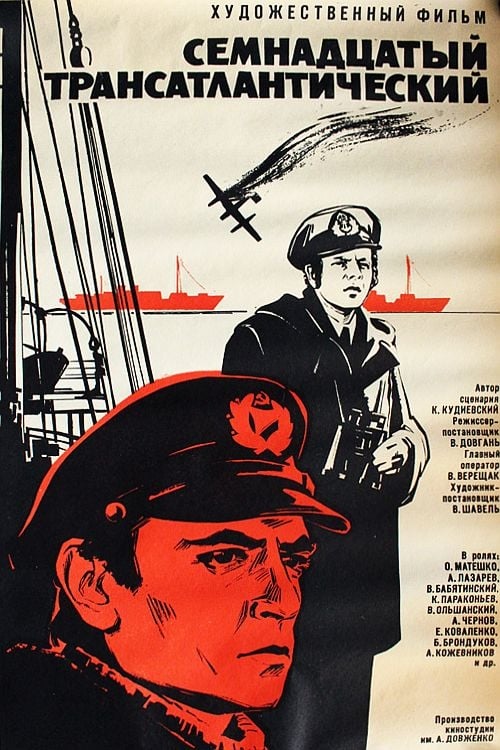 ХУДОЖЕСТВЕННЫЙ ФИЛЬМ
СЕМНАДЦАТЫЙ
ТРАНСАТЛАНТИЧЕСКИЙ
Автор
сценария
К. КУДИЕВСКИЙ
Режиссер-
постановщик
В. ДОВГАНЬ
Главный
оператор
В. ВЕРЕЩАК
Художник-
постановщик
В. ШАВЕЛЬ
В ролях:
О. МАТЕШКО,
А. ЛАЗАРЕВ,
В. БАБЯТИНСКИЙ,
К. ПАРАКОНЬЕВ,
В. ОЛЬШАНСКИЙ,
А. ЧЕРНОВ,
Е. КОВАЛЕНКО,
Б. БРОНДУКОВ,
А. КОЖЕВНИКОВ
и др.
Производство
киностудии
им. А. ДОВЖЕНКО